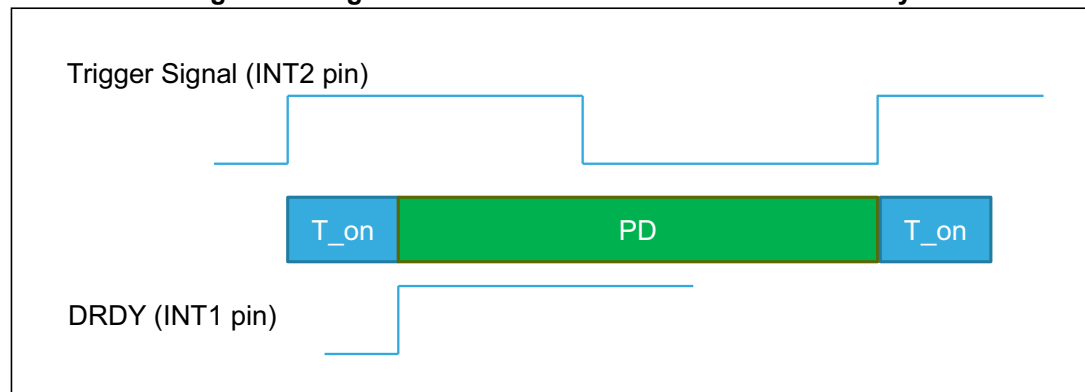 Trigger Signal (INT2 pin)
T_on PD T_on
DRDY (INT1 pin)